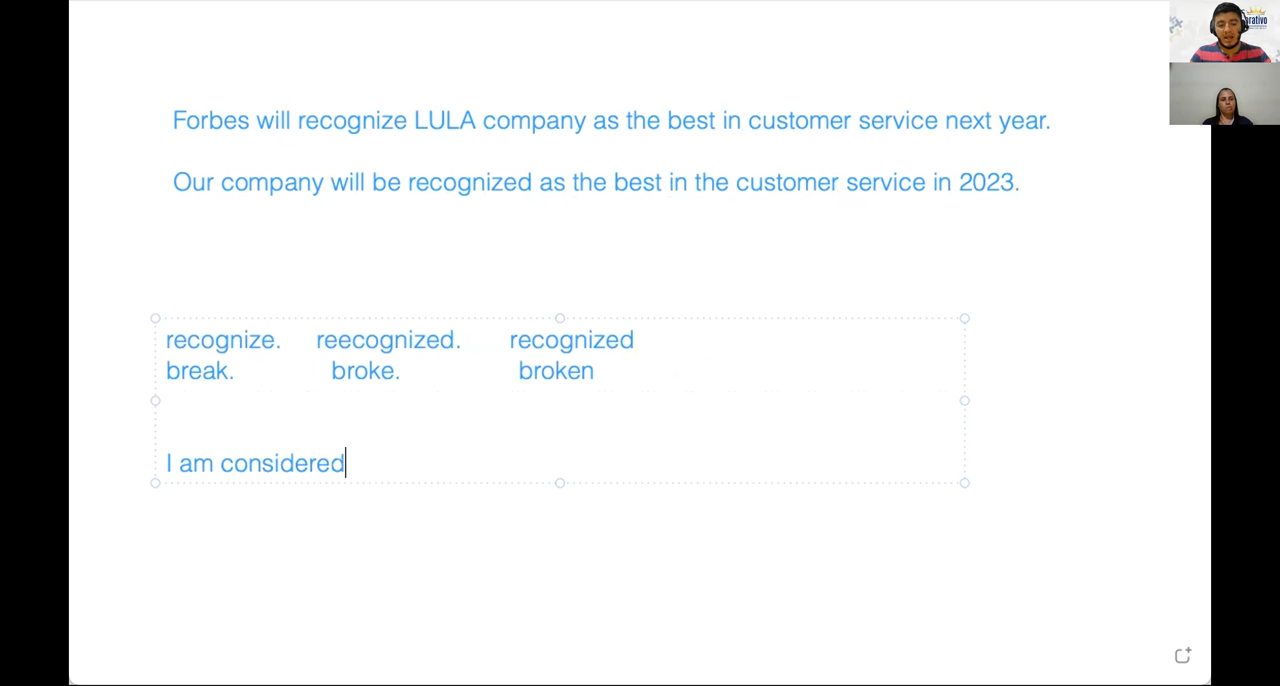 Forbes will recognize LULA company as the best in customer service next year.
Our company will be recognized as the best in the customer service in 2023.
recognize. reecognized. recognized
break. broke. broken
I am considered